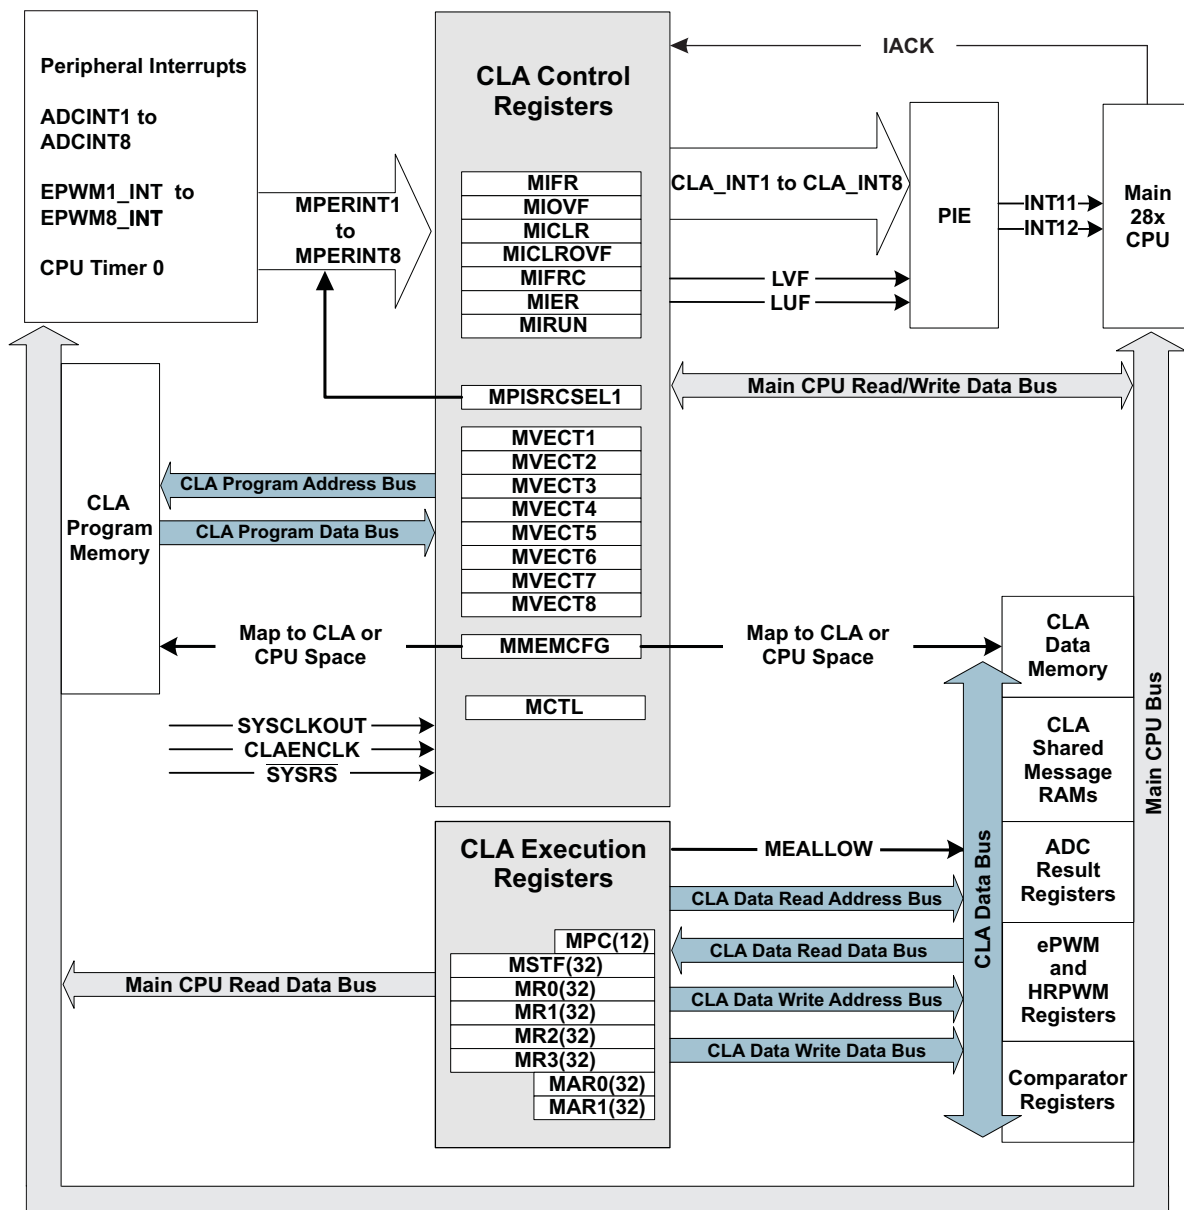 Peripheral Interrupts
ADCINT1 to
ADCINT8
EPWM1_INT to
EPWM8_INT
CPU Timer 0
MPERINT1
to
MPERINT8
CLA Control
Registers
MIFR
MIOVF
MICLR
MICLROVF
MIFRC
MIER
MIRUN
MPISRCSEL1
MVECT1
MVECT2
MVECT3
MVECT4
MVECT5
MVECT6
MVECT7
MVECT8
MMEMCFG
MCTL
IACK
CLA_INT1 to CLA_INT8
LVF
LUF
PIE
INT11
INT12
Main
28x
CPU
Main CPU Read/Write Data Bus
CLA
Program
Memory
CLA Program Address Bus
CLA Program Data Bus
Map to CLA or
CPU Space
Map to CLA or
CPU Space
SYSCLKOUT
CLAENCLK
SYSRS
CLA
Data
Memory
CLA
Shared
Message
RAMs
ADC
Result
Registers
ePWM
and
HRPWM
Registers
Comparator
Registers
Main CPU Bus
CLA Data Bus
CLA Execution
Registers
MPC(12)
MSTF(32)
MR0(32)
MR1(32)
MR2(32)
MR3(32)
MAR0(32)
MAR1(32)
MEALLOW
CLA Data Read Address Bus
CLA Data Read Data Bus
CLA Data Write Address Bus
CLA Data Write Data Bus
Main CPU Read Data Bus